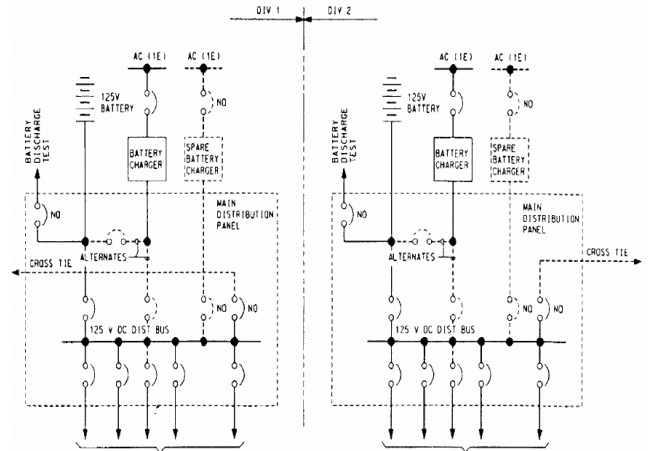 DIV 1
DIV 2
AC (1E)
AC (1E)
125V
BATTERY
NO
BATTERY
DISCHARGE
TEST
BATTERY
CHARGER
SPARE
BATTERY
CHARGER
NO
MAIN
DISTRIBUTION
PANEL
ALTERNATES
CROSS TIE
NO
NO
125 V DC DIST BUS
AC (1E)
AC (1E)
125V
BATTERY
NO
BATTERY
DISCHARGE
TEST
BATTERY
CHARGER
SPARE
BATTERY
CHARGER
NO
MAIN
DISTRIBUTION
PANEL
ALTERNATES
CROSS TIE
NO
NO
125 V DC DIST BUS